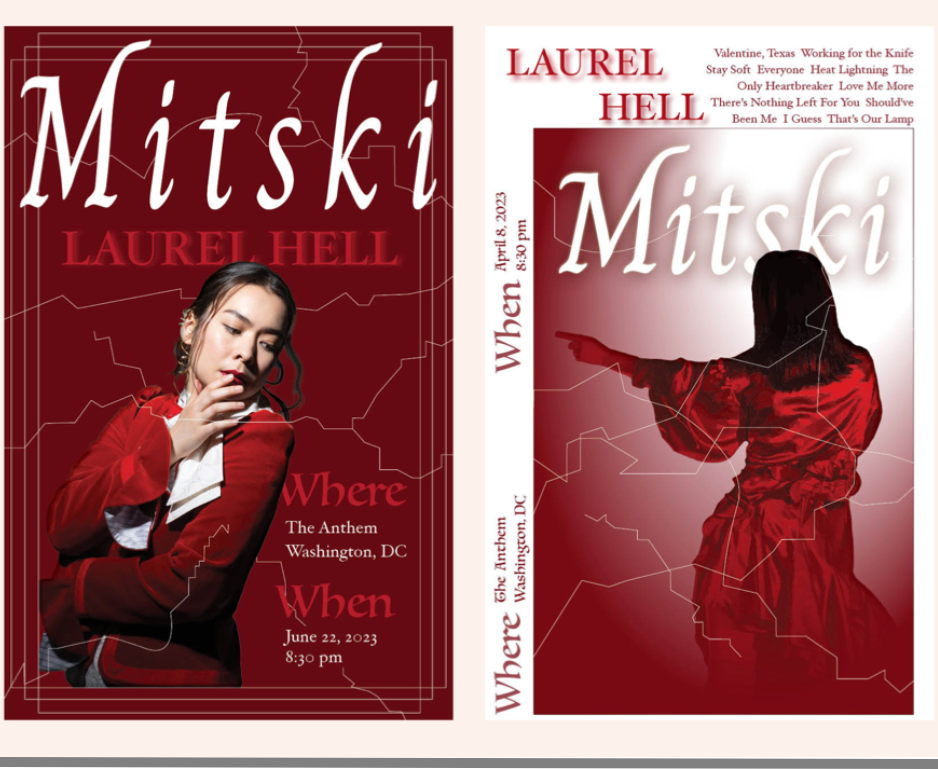 Mitski
LAUREL HELL
Where
The Anthem
Washington, DC
When
June 22, 2023
8:30 pm
LAUREL
HELL
Valentine, Texas Working for the Knife
Stay Soft Everyone Heat Lightning The
Only Heartbreaker Love Me More
There's Nothing Left For You Should've
Been Me I Guess That's Our Lamp
Mitski
When
April 8, 2023
8:30 pm
Where
The Anthem
Washington, DC